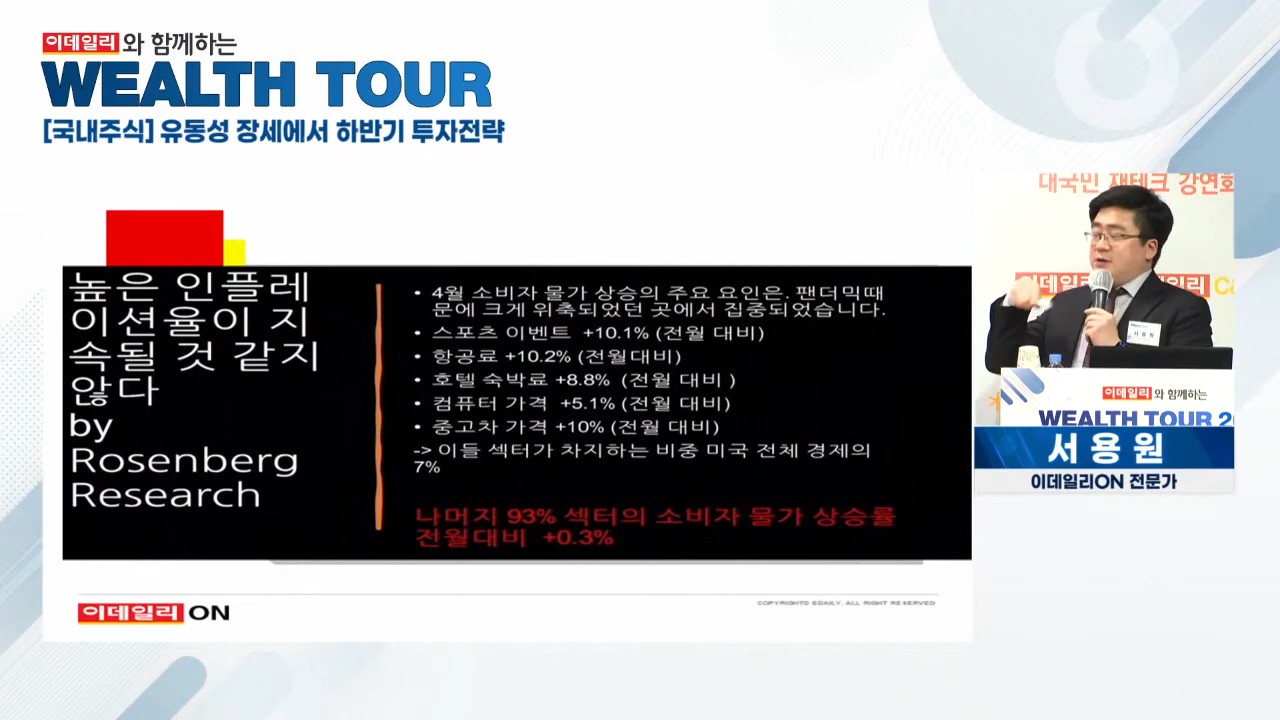 이데일리와 함께하는
WEALTH TOUR
[국내주식] 유동성 장세에서 하반기 투자전략
높은 인플레
이션율이 지
속될 것 같지
않다
by
Rosenberg
Research
• 4월 소비자 물가 상승의 주요 요인은, 팬더믹때
문에 크게 위축되었던 곳에서 집중되었습니다.
• 스포츠 이벤트 +10.1% (전월 대비)
• 항공료 +10.2% (전월대비)
• 호텔 숙박료 +8.8% (전월 대비 )
• 컴퓨터 가격 +5.1% (전월 대비)
• 중고차 가격 +10% (전월 대비)
-> 이들 섹터가 차지하는 비중 미국 전체 경제의
7%
나머지 93% 섹터의 소비자 물가 상승률
전월대비 +0.3%
이데일리 ON
COPYRIGHTⓒ EDAILY. ALL RIGHT RESERVED
대국민 재테크 강연회
이데일리
서 용 원
이데일리와 함께하는
WEALTH TOUR 2
서용원
이데일리ON 전문가